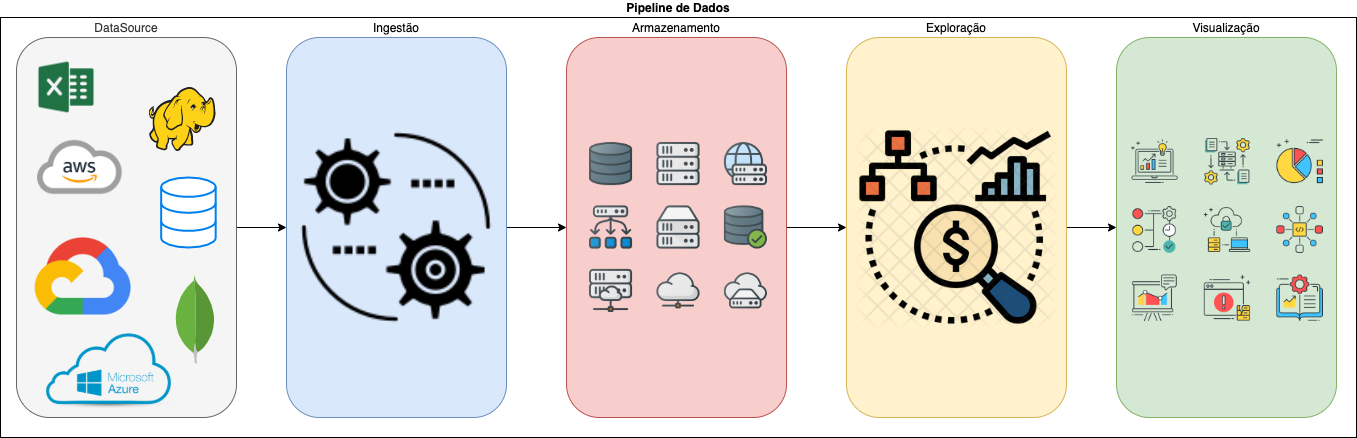 Pipeline de Dados
DataSource
Ingestão
Armazenamento
Exploração
Visualização
X
aws
Microsoft
Azure
$